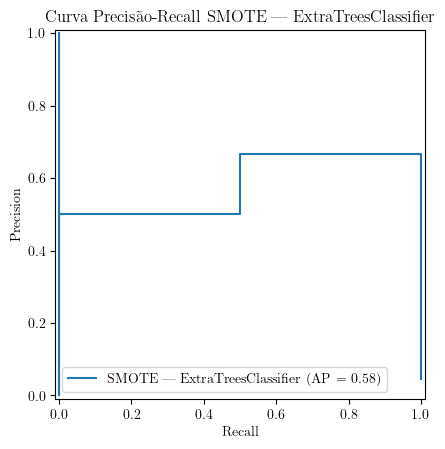 Curva Precisão-Recall SMOTE — ExtraTreesClassifier
1.0
0.8
0.6
0.4
0.2
0.0
Precision
SMOTE — ExtraTreesClassifier (AP = 0.58)
0.0 0.2 0.4 0.6 0.8 1.0
Recall